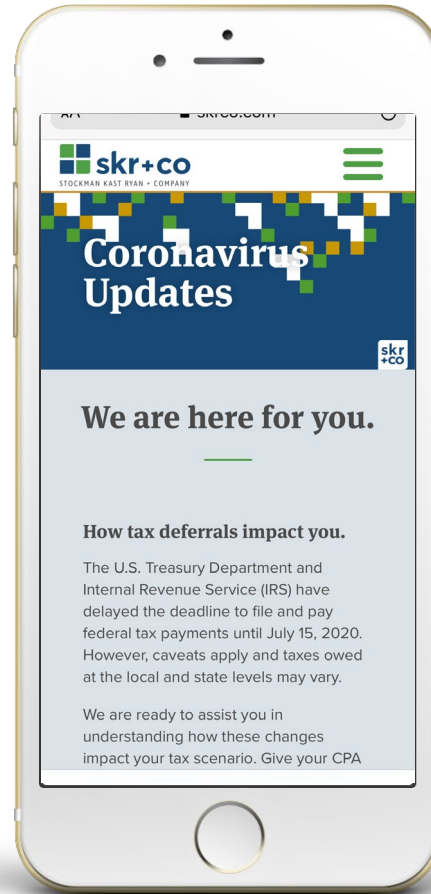 AA skrco.com
skr+co
STOCKMAN KAST RYAN + COMPANY
Coronavirus
Updates
skr
+co
We are here for you.
How tax deferrals impact you.
The U.S. Treasury Department and
Internal Revenue Service (IRS) have
delayed the deadline to file and pay
federal tax payments until July 15, 2020.
However, caveats apply and taxes owed
at the local and state levels may vary.
We are ready to assist you in
understanding how these changes
impact your tax scenario. Give your CPA